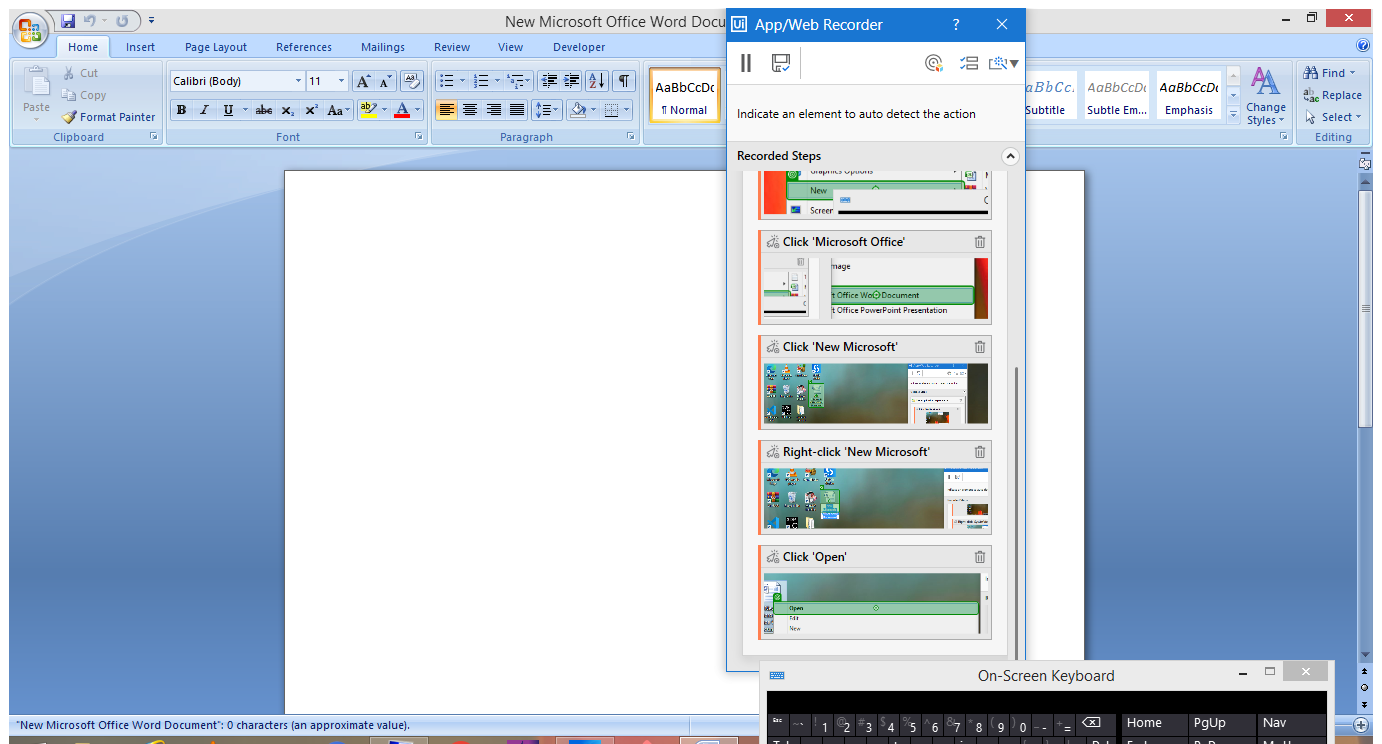 New Microsoft Office Word Docu
Home Insert Page Layout References Mailings Review View Developer
Paste
Cut
Copy
Format Painter
Clipboard
Calibri (Body) 11
Font
Paragraph
AaBbCcDc
¶ Normal
Subtitle
AaBbCcDc
Subtle Em...
AaBbCcDc
Emphasis
Change
Styles
Find
Replace
Select
Editing
Ui App/Web Recorder ?
Indicate an element to auto detect the action
Recorded Steps
Graphics Options
New
Screen
Click 'Microsoft Office'
mage
t Office Word Document
t Office PowerPoint Presentation
Click 'New Microsoft'
Right-click 'New Microsoft'
Click 'Open'
Open
Edit
New
"New Microsoft Office Word Document": 0 characters (an approximate value).
On-Screen Keyboard
Esc ~ ` ! 1 @ 2 # 3 $ 4 % 5 ^ 6 & 7 * 8 ( 9 ) 0 _ - + = Home PgUp Nav